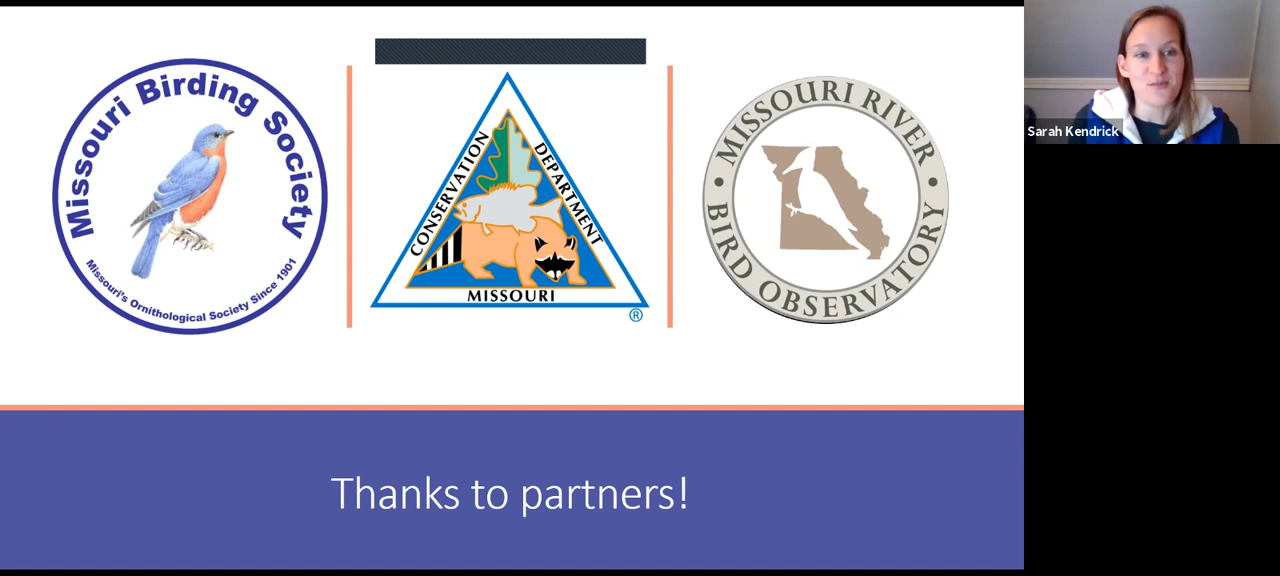 Missouri Birding Society
Missouri's Ornithological Society Since 1901
CONSERVATION
DEPARTMENT
MISSOURI
®
MISSOURI RIVER
• BIRD OBSERVATORY •
Sarah Kendrick
Thanks to partners!